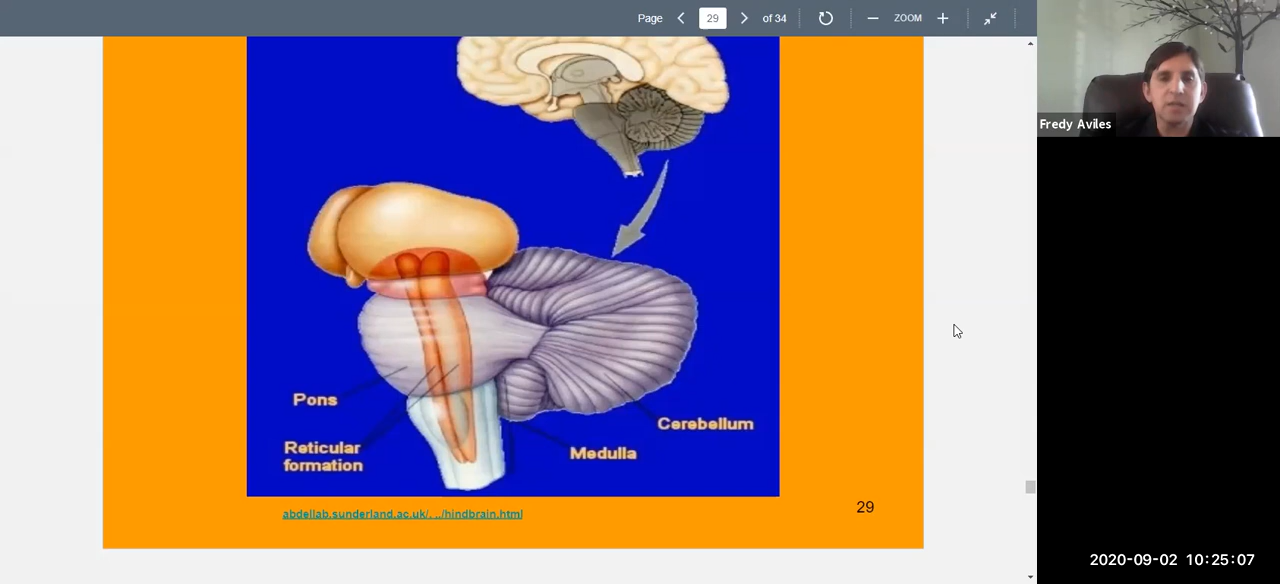 Page 29 of 34 ZOOM
Fredy Aviles
Pons
Reticular
formation
Cerebellum
Medulla
abdellab.sunderland.ac.uk/. ../hindbrain.html
29
2020-09-02 10:25:07